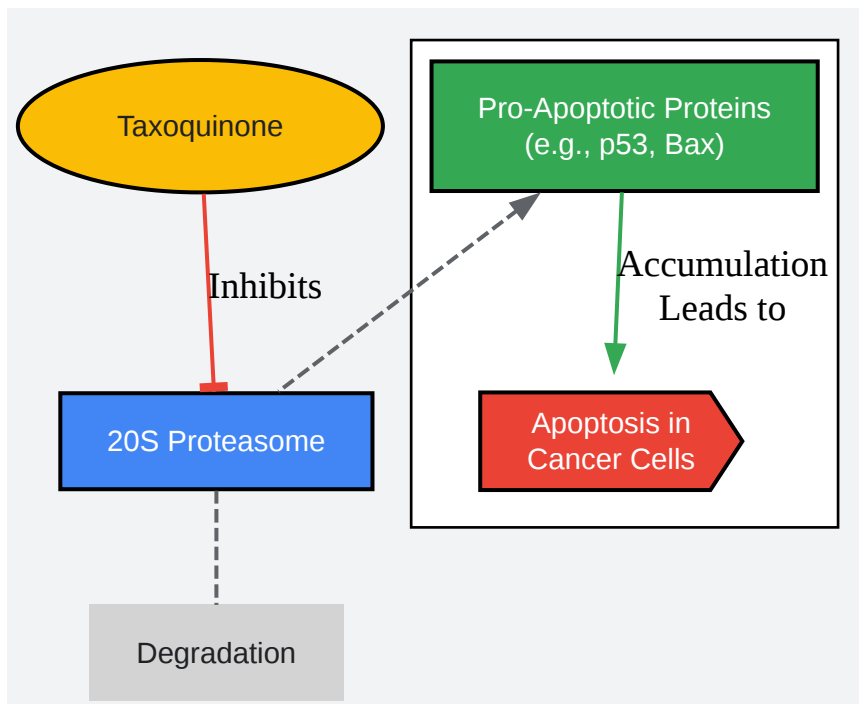 Taxoquinone
Pro-Apoptotic Proteins
(e.g., p53, Bax)
Inhibits
Accumulation
Leads to
20S Proteasome
Apoptosis in
Cancer Cells
Degradation